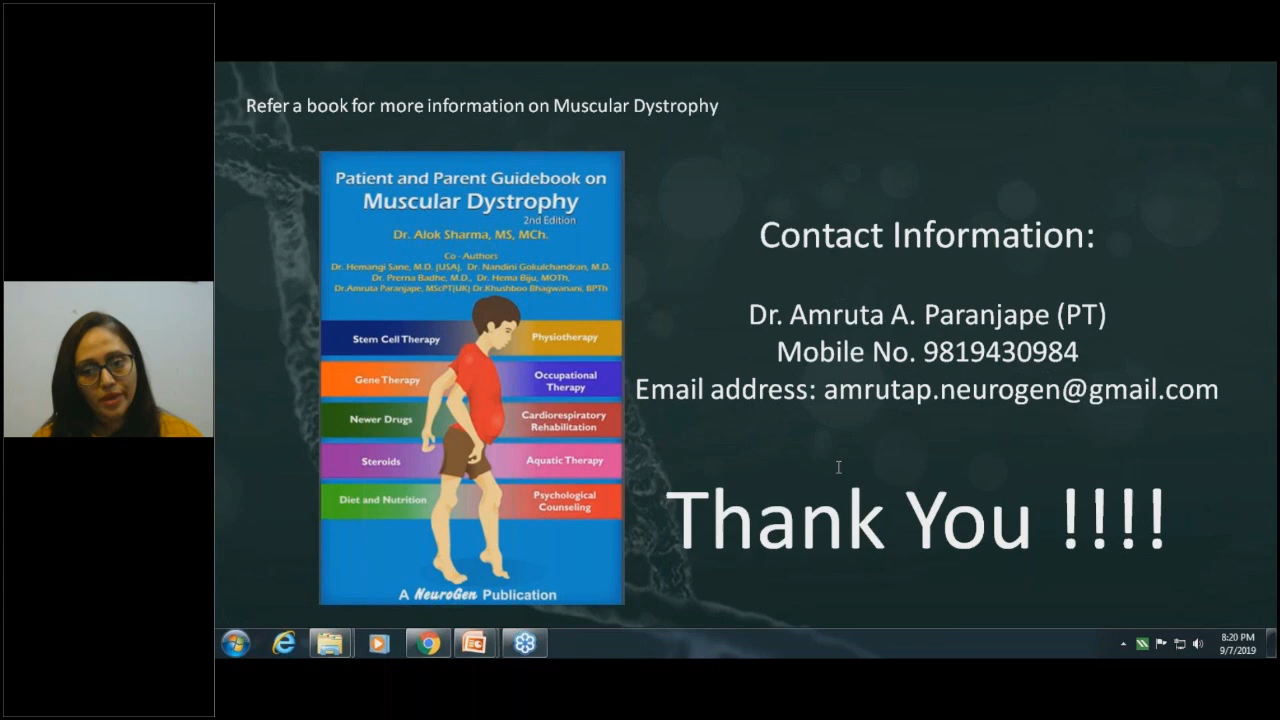 Refer a book for more information on Muscular Dystrophy
Patient and Parent Guidebook on
Muscular Dystrophy
2nd Edition
Dr. Alok Sharma, MS, MCh.
Co - Authors
Dr. Hemangi Sane, M.D. (USA), Dr. Nandini Gokulchandran, M.D.
Dr. Prerna Badhe, M.D., Dr. Hema Biju, MOTh,
Dr.Amruta Paranjape, MScPT(UK) Dr.Khushboo Bhagwanani, BPTh
Stem Cell Therapy
Physiotherapy
Gene Therapy
Occupational
Therapy
Newer Drugs
Cardiorespiratory
Rehabilitation
Steroids
Aquatic Therapy
Diet and Nutrition
Psychological
Counseling
A NeuroGen Publication
Contact Information:
Dr. Amruta A. Paranjape (PT)
Mobile No. 9819430984
Email address: amrutap.neurogen@gmail.com
Thank You !!!!
8:20 PM
9/7/2019